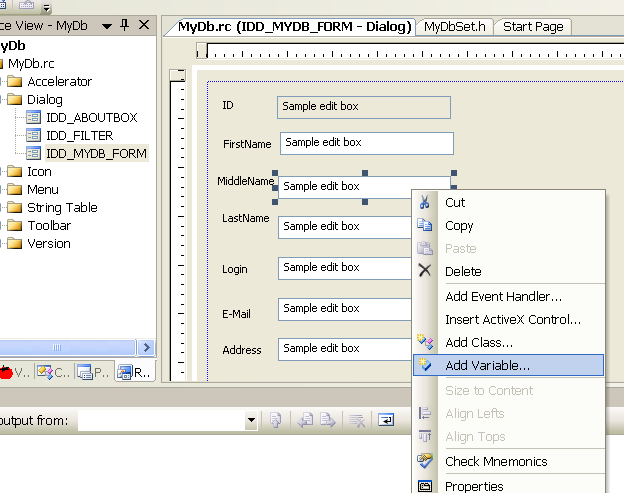 ce View - MyDb
MyDb.rc (IDD_MYDB_FORM - Dialog)
MyDbSet.h
Start Page
yDb
MyDb.rc
Accelerator
Dialog
IDD_ABOUTBOX
IDD_FILTER
IDD_MYDB_FORM
Icon
Menu
String Table
Toolbar
Version
V...
C...
P...
R...
ID
Sample edit box
FirstName
Sample edit box
MiddleName
Sample edit box
LastName
Sample edit box
Login
Sample edit box
E-Mail
Sample edit box
Address
Sample edit box
Cut
Copy
Paste
Delete
Add Event Handler...
Insert ActiveX Control...
Add Class...
Add Variable...
Size to Content
Align Lefts
Align Tops
Check Mnemonics
Properties
output from: